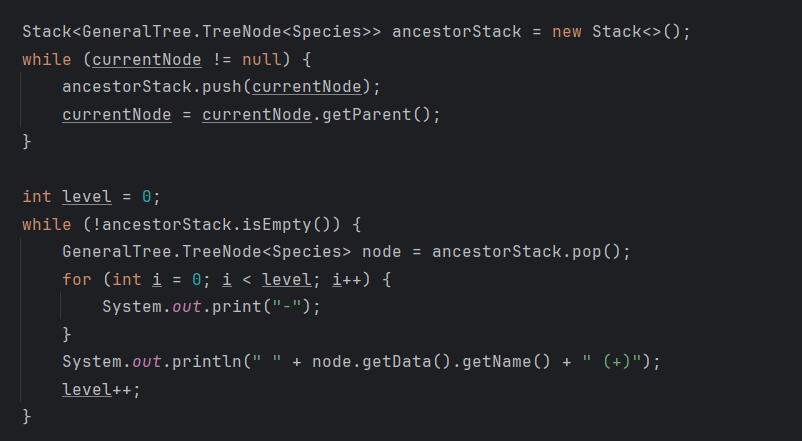 Stack<GeneralTree.TreeNode<Species>> ancestorStack = new Stack<>();
while (currentNode != null) {
    ancestorStack.push(currentNode);
    currentNode = currentNode.getParent();
}

int level = 0;
while (!ancestorStack.isEmpty()) {
    GeneralTree.TreeNode<Species> node = ancestorStack.pop();
    for (int i = 0; i < level; i++) {
        System.out.print("-");
    }
    System.out.println(" " + node.getData().getName() + " (+)");
    level++;
}